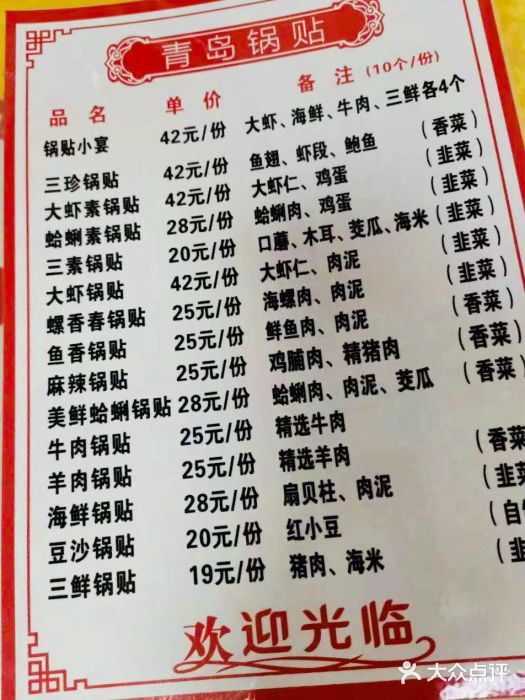 青岛锅贴
品名 单价 备注(10个/份)
锅贴小宴 42元/份 大虾、海鲜、牛肉、三鲜各4个
三珍锅贴 42元/份 鱼翅、虾段、鲍鱼 (香菜)
大虾素锅贴 42元/份 大虾仁、鸡蛋 (韭菜)
蛤蜊素锅贴 28元/份 蛤蜊肉、鸡蛋 (韭菜)
三素锅贴 20元/份 口蘑、木耳、茭瓜、海米 (韭菜)
大虾锅贴 42元/份 大虾仁、肉泥 (韭菜)
螺香春锅贴 25元/份 海螺肉、肉泥 (韭菜)
鱼香锅贴 25元/份 鲜鱼肉、肉泥 (香菜)
麻辣锅贴 25元/份 鸡脯肉、精猪肉 (香菜)
美鲜蛤蜊锅贴 28元/份 蛤蜊肉、肉泥、茭瓜 (香菜)
牛肉锅贴 25元/份 精选牛肉
羊肉锅贴 25元/份 精选羊肉 (香菜
海鲜锅贴 28元/份 扇贝柱、肉泥 (韭菜
豆沙锅贴 20元/份 红小豆 (自
三鲜锅贴 19元/份 猪肉、海米 (韭
欢迎光临
大众点评